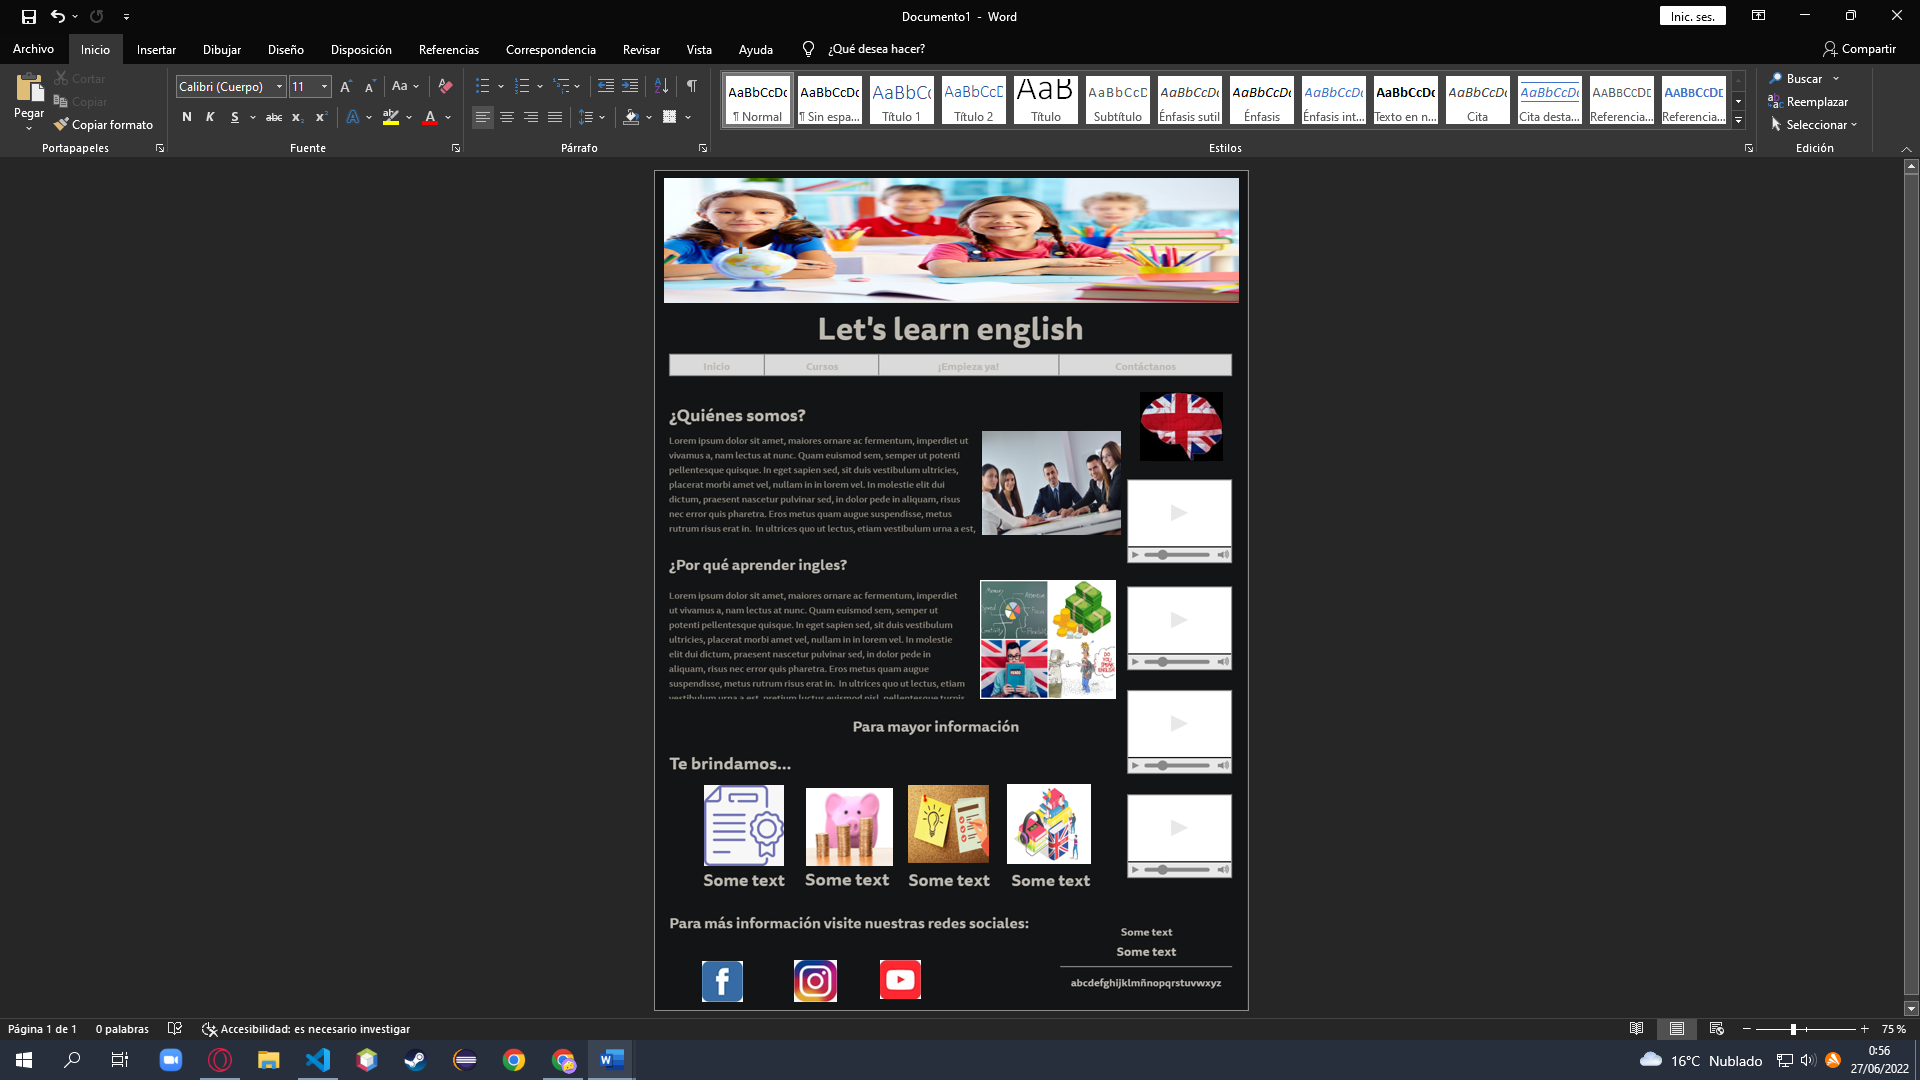 Documento1 - Word
Inic. ses.
Archivo Inicio Insertar Dibujar Diseño Disposición Referencias Correspondencia Revisar Vista Ayuda ¿Qué desea hacer? Compartir
Pegar
Cortar
Copiar
Copiar formato
Portapapeles
Calibri (Cuerpo) 11
N K S abc x₂ x²
Fuente
Párrafo
¶ Normal
¶ Sin espa...
Título 1
Título 2
Título
Subtítulo
Énfasis sutil
Énfasis
Énfasis int...
Texto en n...
Cita
Cita desta...
Referencia...
Referencia...
Estilos
Buscar
Reemplazar
Seleccionar
Edición
Let's learn english
Inicio Cursos ¡Empieza ya! Contáctanos
¿Quiénes somos?
Lorem ipsum dolor sit amet, maiores ornare ac fermentum, imperdiet ut
vivamus a, nam lectus at nunc. Quam euismod sem, semper ut potenti
pellentesque quisque. In eget sapien sed, sit duis vestibulum ultricies,
placerat morbi amet vel, nullam in in lorem vel. In molestie elit dui
dictum, praesent nascetur pulvinar sed, in dolor pede in aliquam, risus
nec error quis pharetra. Eros metus quam augue suspendisse, metus
rutrum risus erat in.  In ultrices quo ut lectus, etiam vestibulum urna a est,
¿Por qué aprender ingles?
Lorem ipsum dolor sit amet, maiores ornare ac fermentum, imperdiet
ut vivamus a, nam lectus at nunc. Quam euismod sem, semper ut
potenti pellentesque quisque. In eget sapien sed, sit duis vestibulum
ultricies, placerat morbi amet vel, nullam in in lorem vel. In molestie
elit dui dictum, praesent nascetur pulvinar sed, in dolor pede in
aliquam, risus nec error quis pharetra. Eros metus quam augue
suspendisse, metus rutrum risus erat in.  In ultrices quo ut lectus, etiam
vestibulum urna a est, pretium luctus euismod nisl, pellentesque turpis
Para mayor información
Te brindamos...
Some text Some text Some text Some text
Para más información visite nuestras redes sociales:
Some text
Some text
abcdefghijklmñnopqrstuvwxyz
Página 1 de 1 0 palabras Accesibilidad: es necesario investigar 75 %
16°C Nublado
0:56
27/06/2022